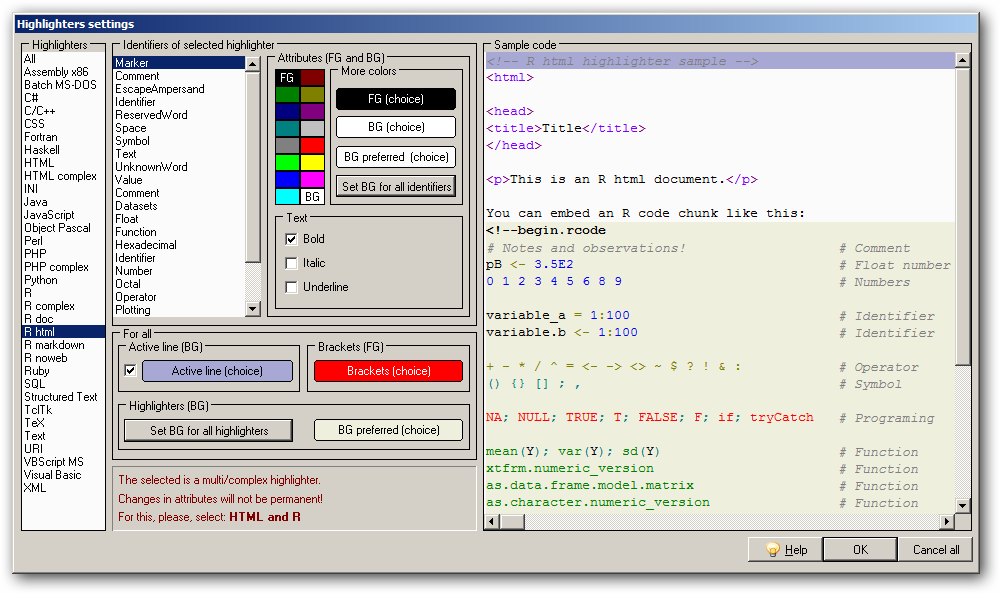 Highlighters settings
Highlighters
All
Assembly x86
Batch MS-DOS
C#
C/C++
CSS
Fortran
Haskell
HTML
HTML complex
INI
Java
JavaScript
Object Pascal
Perl
PHP
PHP complex
Python
R
R complex
R doc
R html
R markdown
R noweb
Ruby
SQL
Structured Text
TclTk
TeX
Text
URI
VBScript MS
Visual Basic
XML
Identifiers of selected highlighter
Marker
Comment
EscapeAmpersand
Identifier
ReservedWord
Space
Symbol
Text
UnknownWord
Value
Comment
Datasets
Float
Function
Hexadecimal
Identifier
Number
Octal
Operator
Plotting
Attributes (FG and BG)
FG
BG
More colors
FG (choice)
BG (choice)
BG preferred (choice)
Set BG for all identifiers
Text
Bold
Italic
Underline
For all
Active line (BG)
Active line (choice)
Brackets (FG)
Brackets (choice)
Highlighters (BG)
Set BG for all highlighters
BG preferred (choice)
The selected is a multi/complex highlighter.
Changes in attributes will not be permanent!
For this, please, select: HTML and R
Sample code
<!-- R html highlighter sample -->
<html>
<head>
<title>Title</title>
</head>
<p>This is an R html document.</p>
You can embed an R code chunk like this:
<!--begin.rcode
# Notes and observations! # Comment
pB <- 3.5E2 # Float number
0 1 2 3 4 5 6 8 9 # Numbers
variable_a = 1:100 # Identifier
variable.b <- 1:100 # Identifier
+ - * / ^ = <- -> <> ~ $ ? ! & : # Operator
() {} [] ; , # Symbol
NA; NULL; TRUE; T; FALSE; F; if; tryCatch # Programing
mean(Y); var(Y); sd(Y) # Function
xtfrm.numeric_version # Function
as.data.frame.model.matrix # Function
as.character.numeric_version # Function
Help
OK
Cancel all